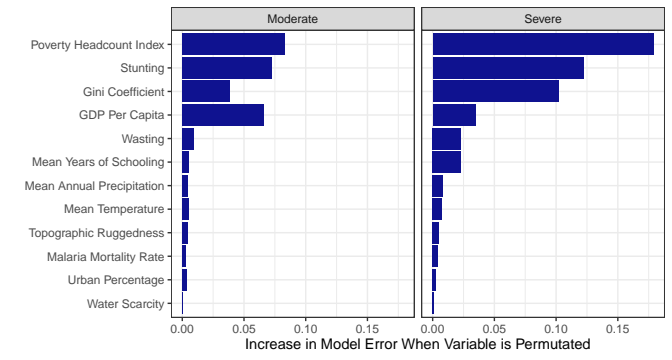 Moderate
Severe
Poverty Headcount Index
Stunting
Gini Coefficient
GDP Per Capita
Wasting
Mean Years of Schooling
Mean Annual Precipitation
Mean Temperature
Topographic Ruggedness
Malaria Mortality Rate
Urban Percentage
Water Scarcity
0.00 0.05 0.10 0.15
0.00 0.05 0.10 0.15
Increase in Model Error When Variable is Permutated